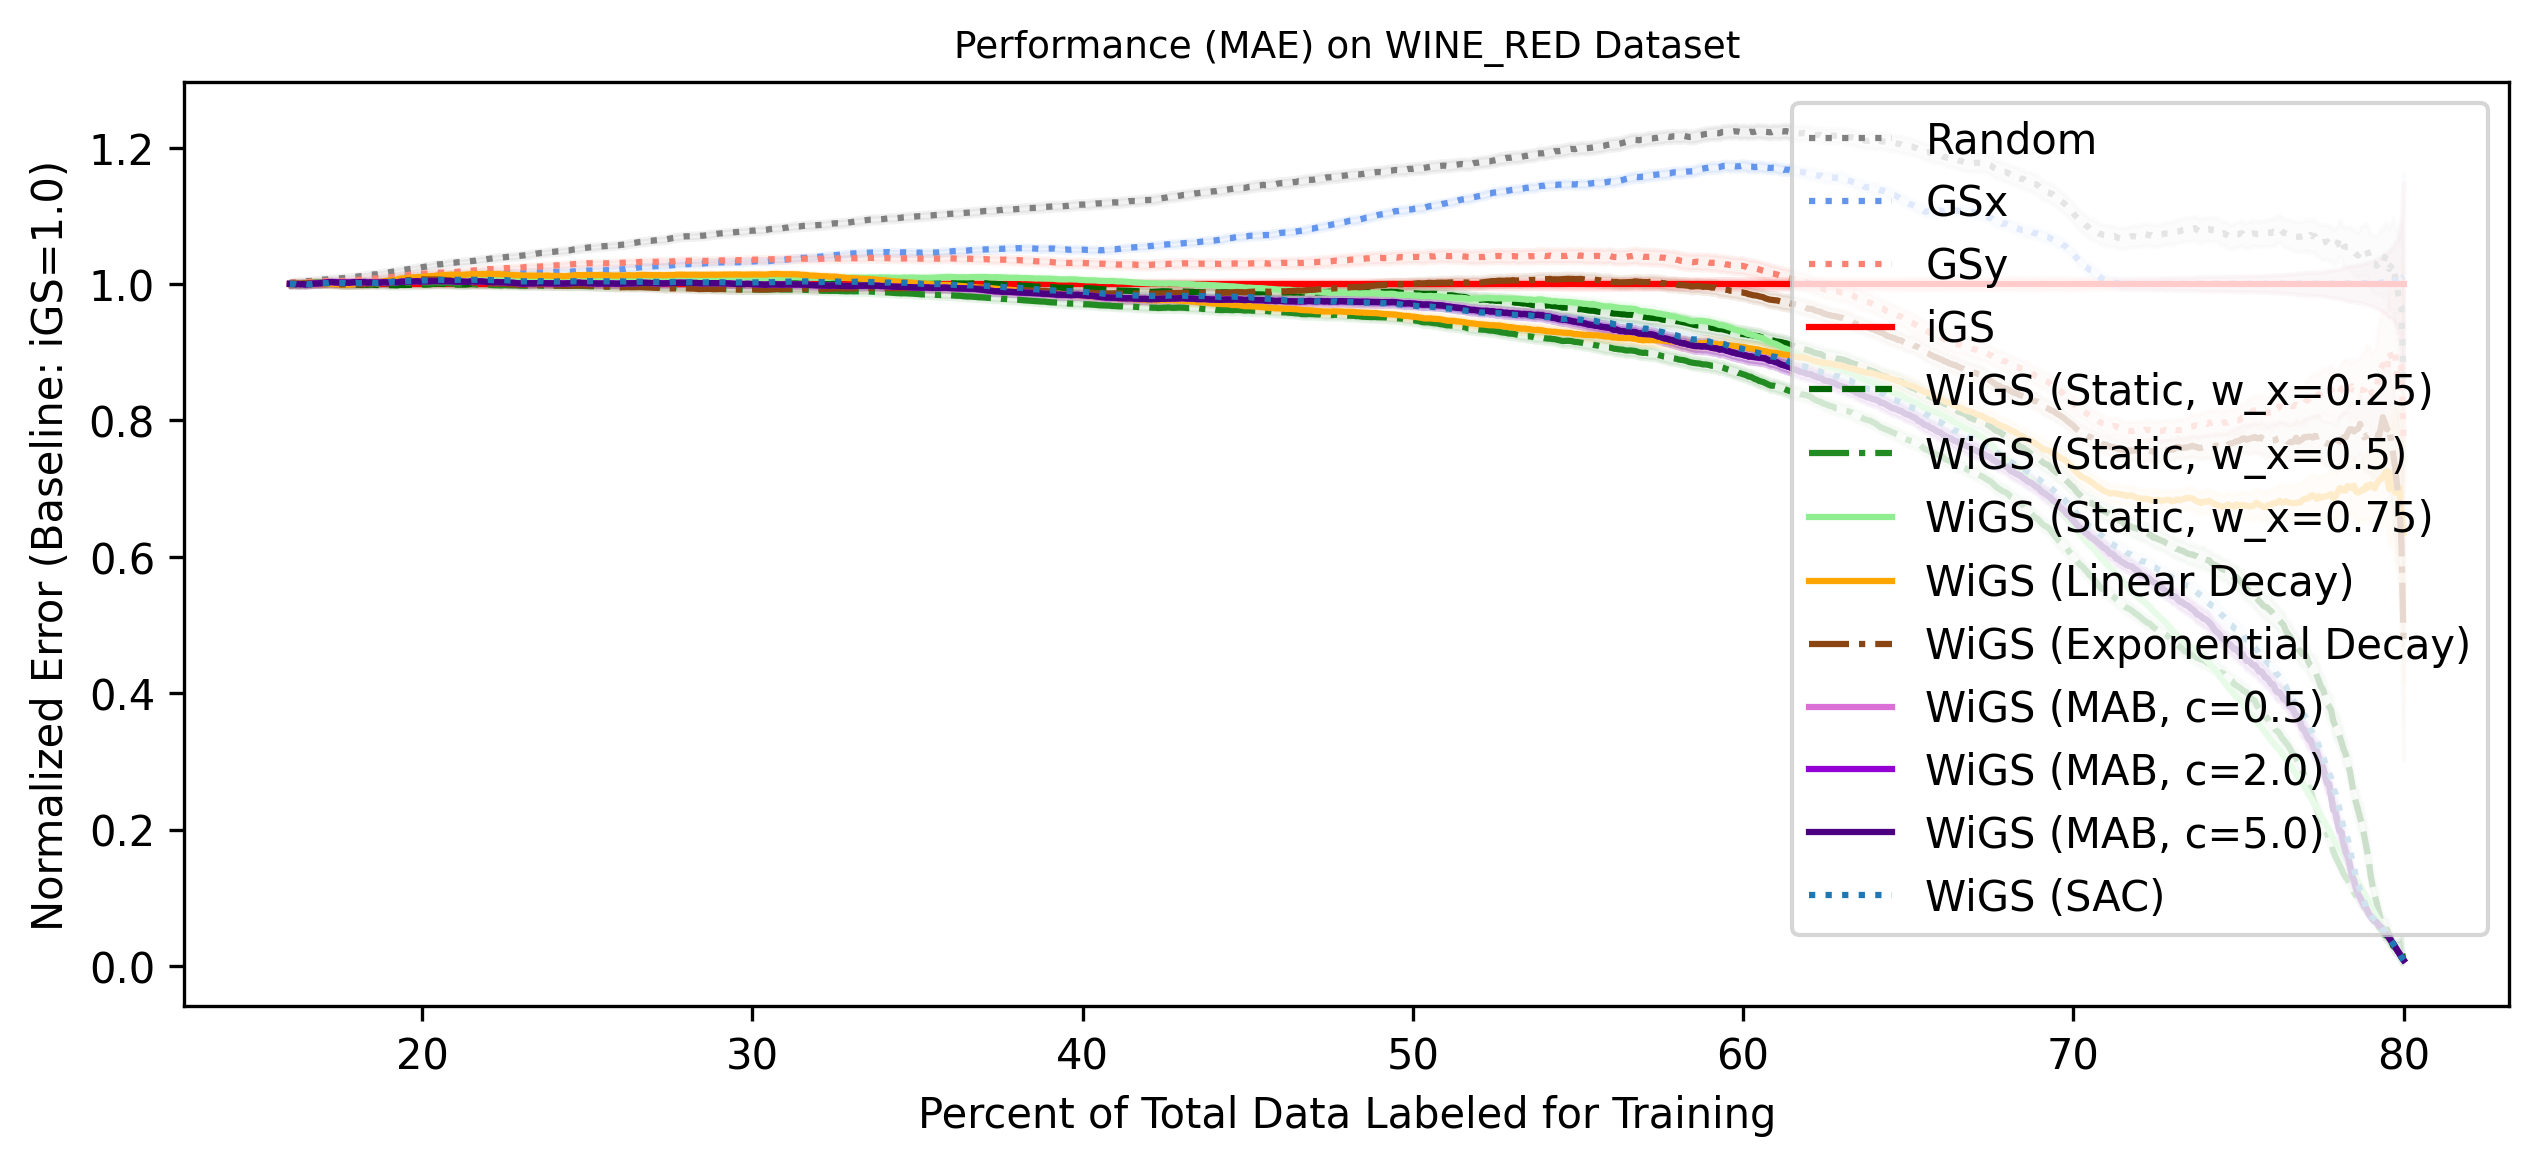 Performance (MAE) on WINE_RED Dataset
Normalized Error (Baseline: iGS=1.0)
1.2
1.0
0.8
0.6
0.4
0.2
0.0
Random
GSx
GSy
iGS
WiGS (Static, w_x=0.25)
WiGS (Static, w_x=0.5)
WiGS (Static, w_x=0.75)
WiGS (Linear Decay)
WiGS (Exponential Decay)
WiGS (MAB, c=0.5)
WiGS (MAB, c=2.0)
WiGS (MAB, c=5.0)
WiGS (SAC)
20 30 40 50 60 70 80
Percent of Total Data Labeled for Training